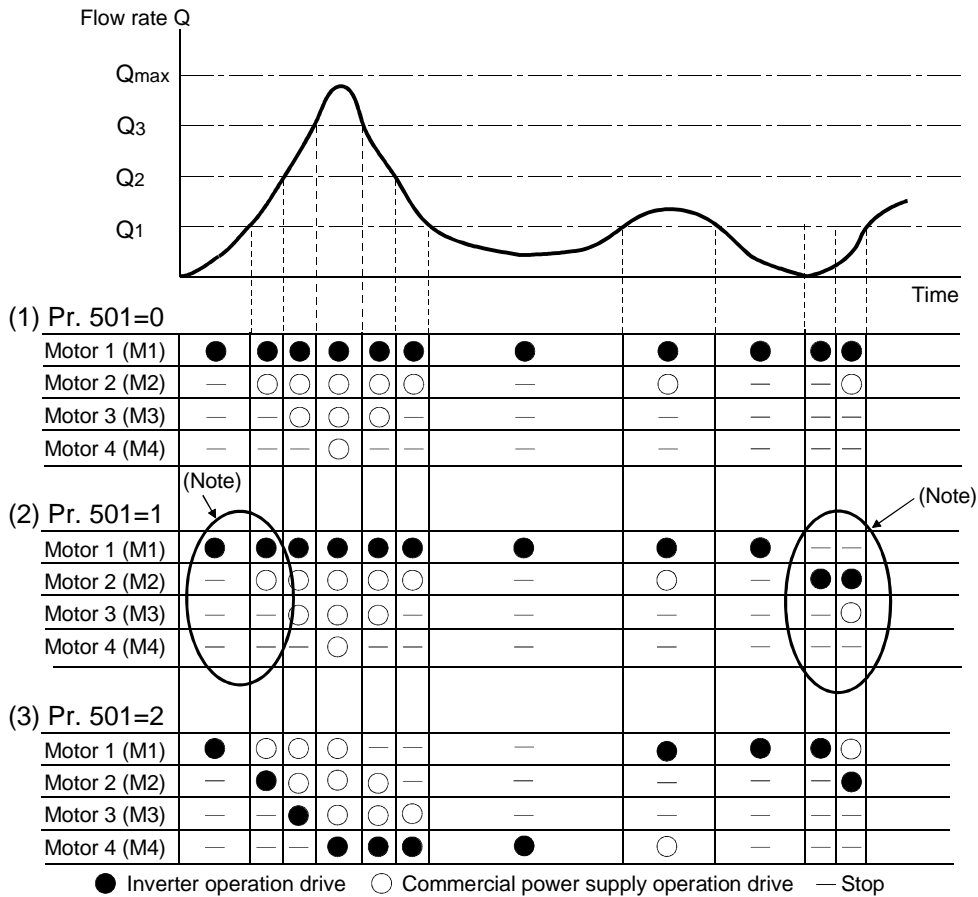 Flow rate Q
Qmax
Q3
Q2
Q1
Time
(1) Pr. 501=0
Motor 1 (M1) ● ● ● ● ● ● ● ● ● ● ●
Motor 2 (M2) — ○ ○ ○ ○ ○ — ○ — — ○
Motor 3 (M3) — — ○ ○ ○ — — — — — —
Motor 4 (M4) — — — ○ — — — — — — —
(Note)
(Note)
(2) Pr. 501=1
Motor 1 (M1) ● ● ● ● ● ● ● ● ● — —
Motor 2 (M2) — ○ ○ ○ ○ ○ — ○ — ● ●
Motor 3 (M3) — — ○ ○ ○ — — — — — ○
Motor 4 (M4) — — — ○ — — — — — — —
(3) Pr. 501=2
Motor 1 (M1) ● ○ ○ ○ — — — ● ● ● ○
Motor 2 (M2) — ● ○ ○ ○ — — — — — ●
Motor 3 (M3) — — ● ○ ○ ○ — — — — —
Motor 4 (M4) — — — ● ● ● ● ○ — — —
● Inverter operation drive ○ Commercial power supply operation drive — Stop